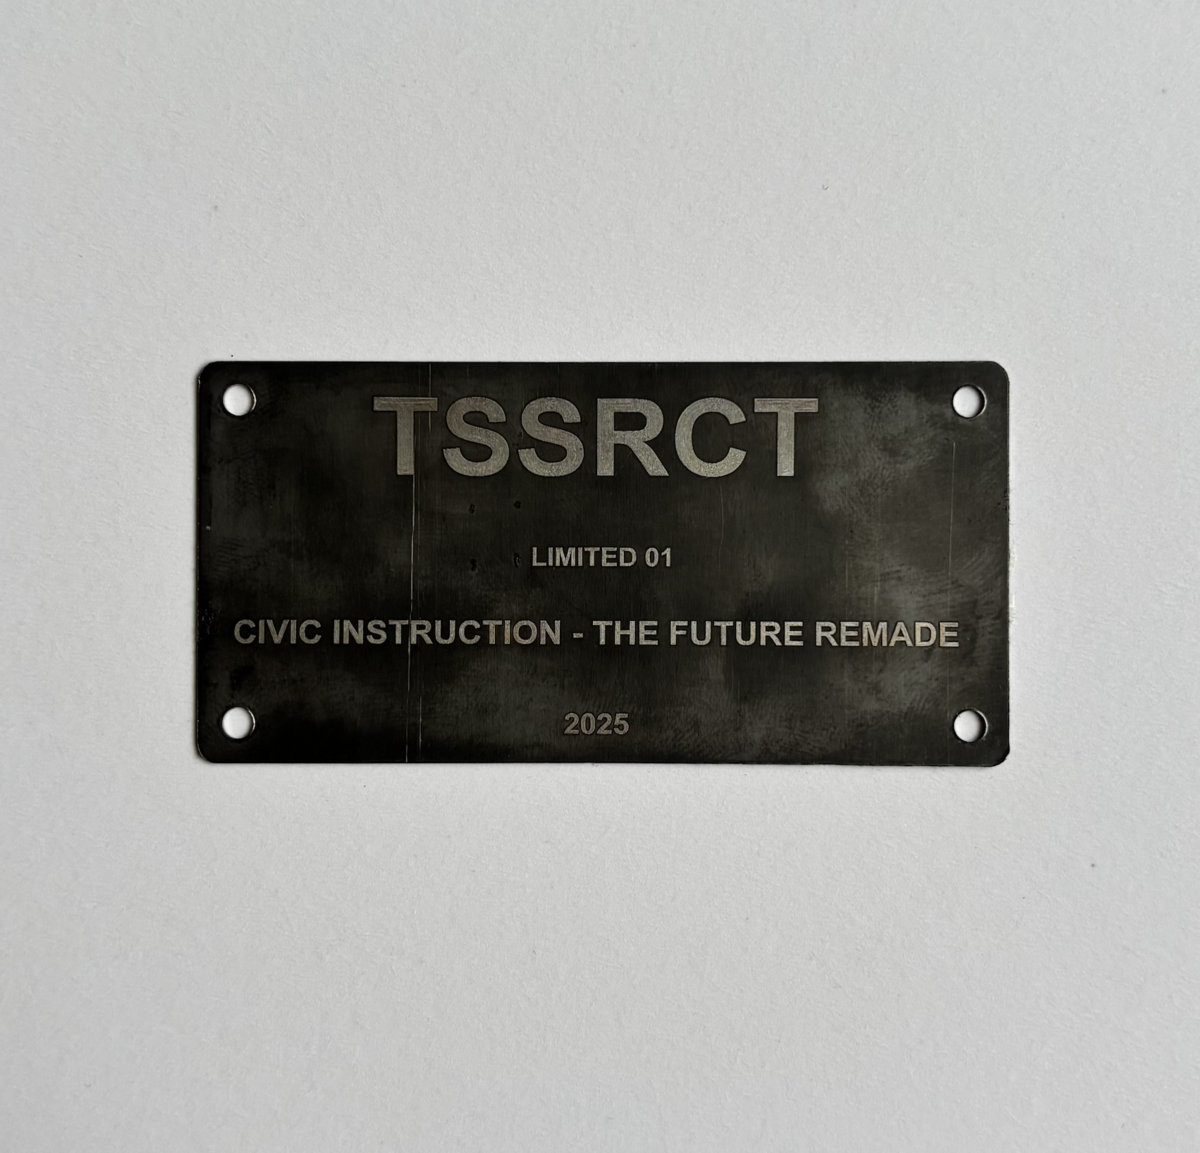 TSSRCT
LIMITED 01
CIVIC INSTRUCTION - THE FUTURE REMADE
2025